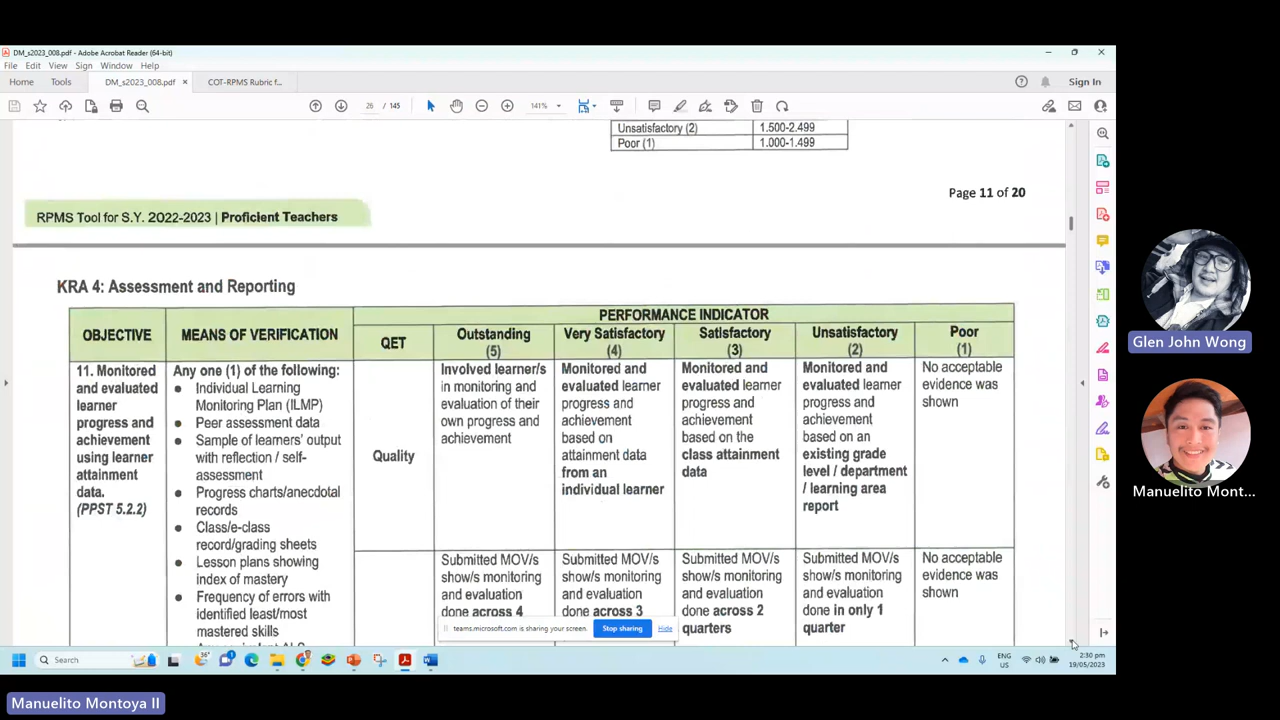 DM_s2023_008.pdf - Adobe Acrobat Reader (64-bit)
File Edit View Sign Window Help
Home Tools DM_s2023_008.pdf × COT-RPMS Rubric f... Sign In
26 / 145 141%
Unsatisfactory (2) 1.500-2.499
Poor (1) 1.000-1.499
Page 11 of 20
RPMS Tool for S.Y. 2022-2023 | Proficient Teachers
KRA 4: Assessment and Reporting
OBJECTIVE
MEANS OF VERIFICATION
PERFORMANCE INDICATOR
QET
Outstanding
(5)
Very Satisfactory
(4)
Satisfactory
(3)
Unsatisfactory
(2)
Poor
(1)
11. Monitored
and evaluated
learner
progress and
achievement
using learner
attainment
data.
(PPST 5.2.2)
Any one (1) of the following:
● Individual Learning
Monitoring Plan (ILMP)
● Peer assessment data
● Sample of learners' output
with reflection / self-
assessment
● Progress charts/anecdotal
records
● Class/e-class
record/grading sheets
● Lesson plans showing
index of mastery
● Frequency of errors with
identified least/most
mastered skills
Quality
Involved learner/s
in monitoring and
evaluation of their
own progress and
achievement
Monitored and
evaluated learner
progress and
achievement
based on
attainment data
from an
individual learner
Monitored and
evaluated learner
progress and
achievement
based on the
class attainment
data
Monitored and
evaluated learner
progress and
achievement
based on an
existing grade
level / department
/ learning area
report
No acceptable
evidence was
shown
Submitted MOV/s
show/s monitoring
and evaluation
done across 4
Submitted MOV/s
show/s monitoring
and evaluation
done across 3
Submitted MOV/s
show/s monitoring
and evaluation
done across 2
quarters
Submitted MOV/s
show/s monitoring
and evaluation
done in only 1
quarter
No acceptable
evidence was
shown
teams.microsoft.com is sharing your screen. Stop sharing Hide
Search
36°
ENG
US
2:30 pm
19/05/2023
Glen John Wong
Manuelito Mont...
Manuelito Montoya II